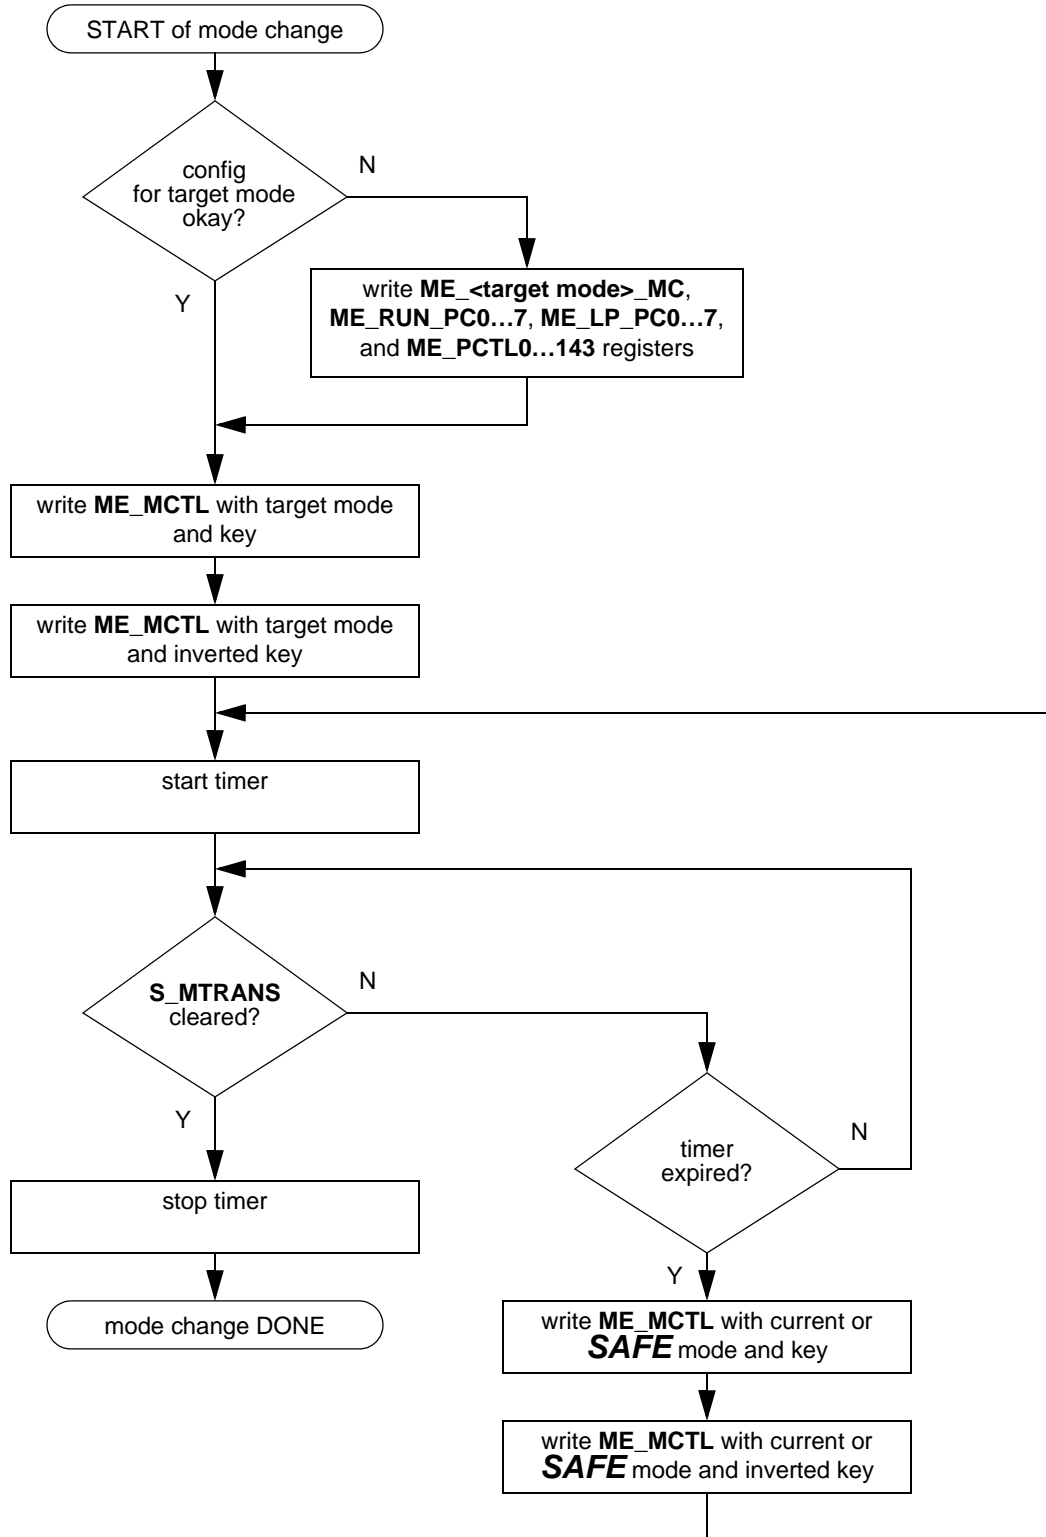 START of mode change
config
for target mode
okay?
N
Y
write ME_<target mode>_MC,
ME_RUN_PC0…7, ME_LP_PC0…7,
and ME_PCTL0…143 registers
write ME_MCTL with target mode
and key
write ME_MCTL with target mode
and inverted key
start timer
S_MTRANS
cleared?
N
Y
timer
expired?
N
Y
stop timer
mode change DONE
write ME_MCTL with current or
SAFE mode and key
write ME_MCTL with current or
SAFE mode and inverted key